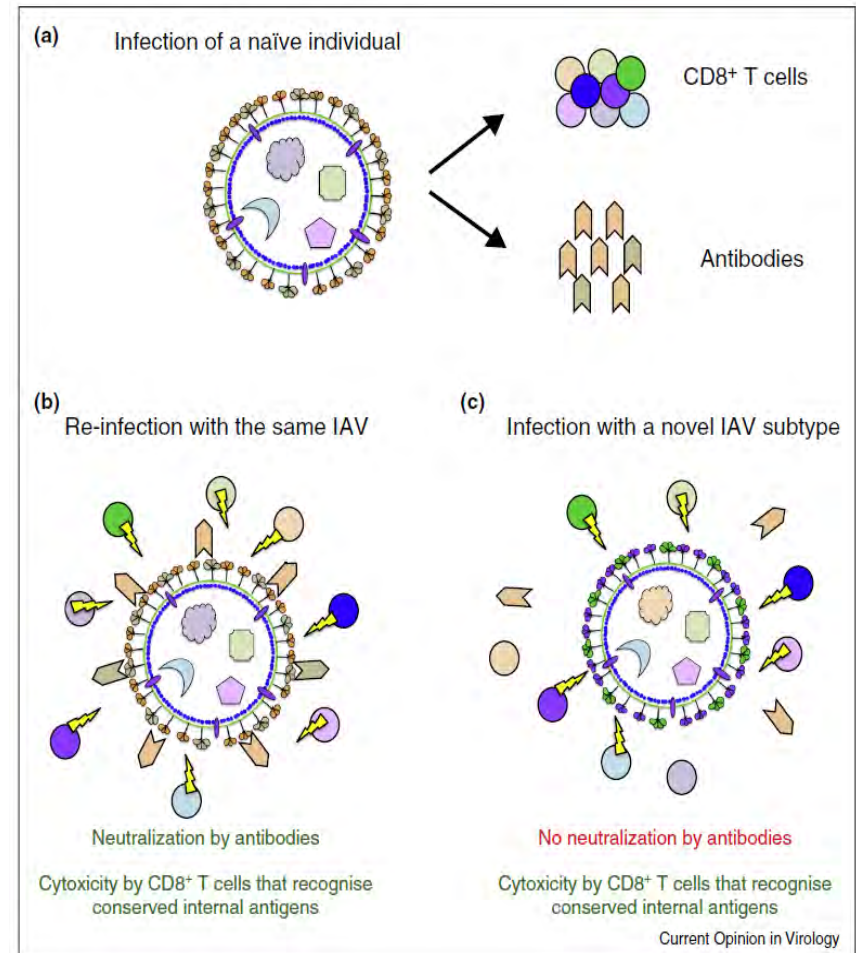 (a)
Infection of a naïve individual
CD8+ T cells
Antibodies
(b)
Re-infection with the same IAV
(c)
Infection with a novel IAV subtype
Neutralization by antibodies
Cytoxicity by CD8+ T cells that recognise
conserved internal antigens
No neutralization by antibodies
Cytoxicity by CD8+ T cells that recognise
conserved internal antigens
Current Opinion in Virology